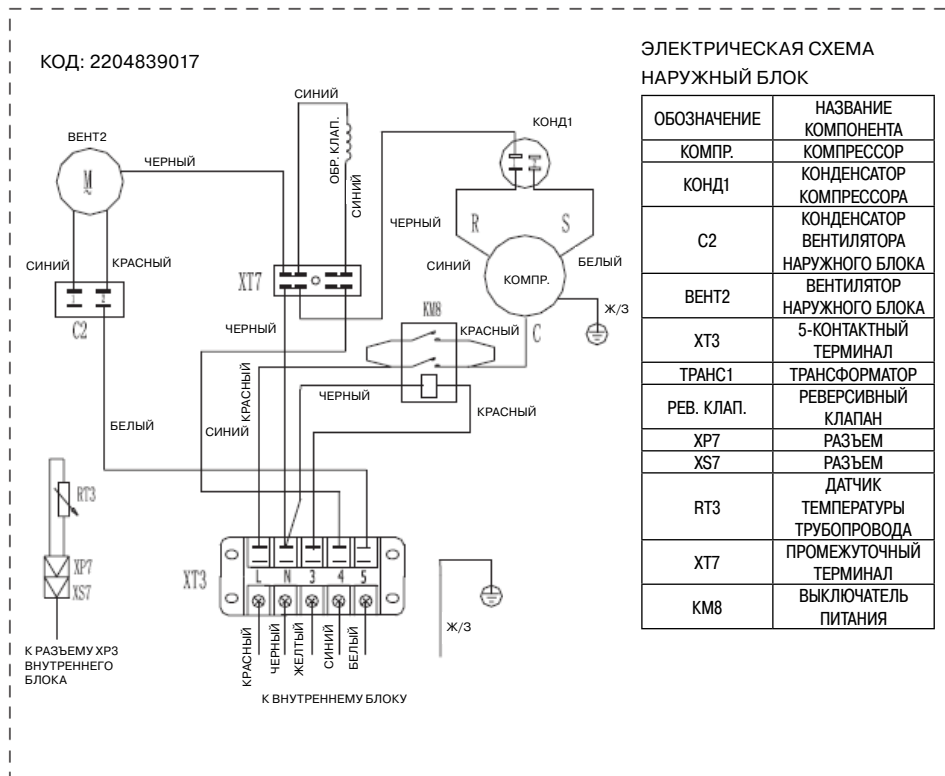 КОД: 2204839017
ЭЛЕКТРИЧЕСКАЯ СХЕМА
НАРУЖНЫЙ БЛОК
ОБОЗНАЧЕНИЕ
НАЗВАНИЕ
КОМПОНЕНТА
КОМПР.
КОМПРЕССОР
КОНД1
КОНДЕНСАТОР
КОМПРЕССОРА
C2
КОНДЕНСАТОР
ВЕНТИЛЯТОРА
НАРУЖНОГО БЛОКА
ВЕНТ2
ВЕНТИЛЯТОР
НАРУЖНОГО БЛОКА
XT3
5-КОНТАКТНЫЙ
ТЕРМИНАЛ
ТРАНС1
ТРАНСФОРМАТОР
РЕВ. КЛАП.
РЕВЕРСИВНЫЙ
КЛАПАН
XP7
РАЗЪЕМ
XS7
РАЗЪЕМ
RT3
ДАТЧИК
ТЕМПЕРАТУРЫ
ТРУБОПРОВОДА
XT7
ПРОМЕЖУТОЧНЫЙ
ТЕРМИНАЛ
КМ8
ВЫКЛЮЧАТЕЛЬ
ПИТАНИЯ
СИНИЙ
ВЕНТ2
КОНД1
ЧЕРНЫЙ
ОБР. КЛАП.
СИНИЙ
M
~
ЧЕРНЫЙ
R
S
СИНИЙ
КРАСНЫЙ
СИНИЙ
БЕЛЫЙ
КОМПР.
XT7
1
2
C2
КМ8
Ж/З
ЧЕРНЫЙ
КРАСНЫЙ
C
КРАСНЫЙ
ЧЕРНЫЙ
КРАСНЫЙ
БЕЛЫЙ
СИНИЙ
RT3
XP7
XS7
XT3
L N 3 4 5
К РАЗЪЕМУ XP3
ВНУТРЕННЕГО
БЛОКА
КРАСНЫЙ
ЧЕРНЫЙ
ЖЕЛТЫЙ
СИНИЙ
БЕЛЫЙ
Ж/З
К ВНУТРЕННЕМУ БЛОКУ